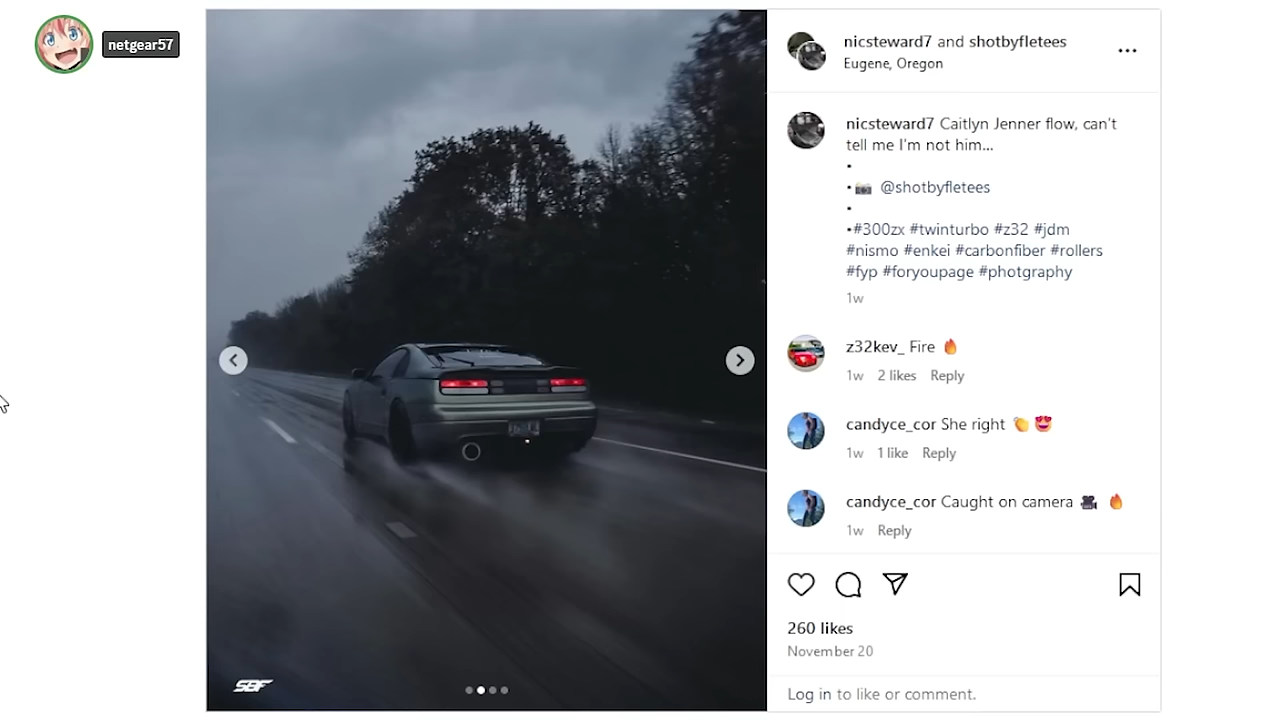 netgear57
nicsteward7 and shotbyfletees
Eugene, Oregon
nicsteward7 Caitlyn Jenner flow, can't
tell me I'm not him...
•
•📸 @shotbyfletees
•
•#300zx #twinturbo #z32 #jdm
#nismo #enkei #carbonfiber #rollers
#fyp #foryoupage #photgraphy
1w
z32kev_ Fire 🔥
1w 2 likes Reply
candyce_cor She right 👏 😍
1w 1 like Reply
candyce_cor Caught on camera 🎥 🔥
1w Reply
260 likes
November 20
Log in to like or comment.
SBF